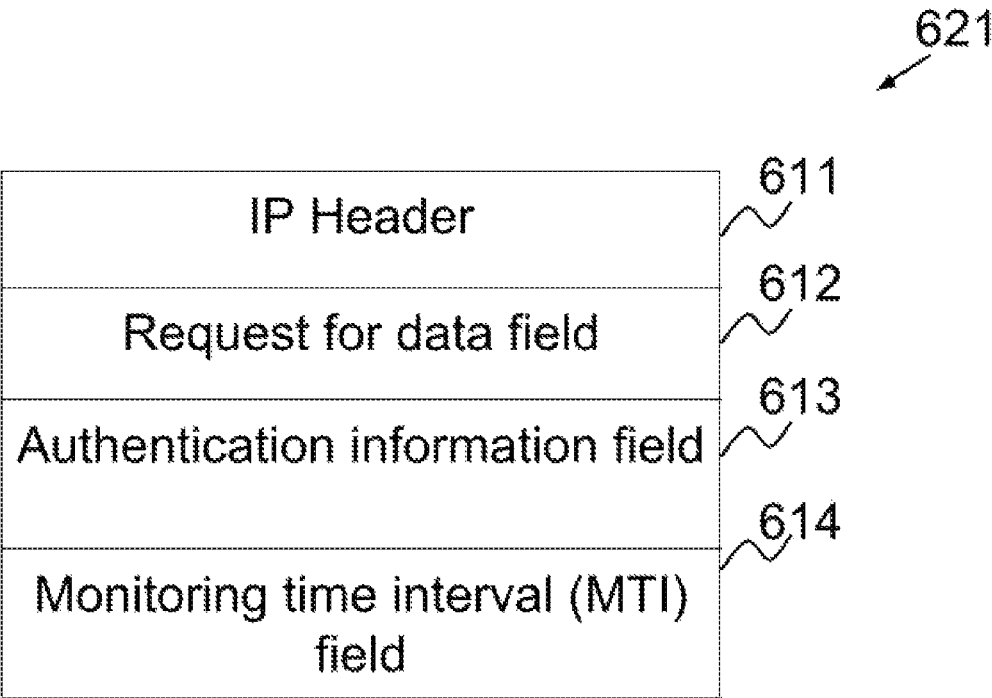 621
611
IP Header
612
Request for data field
613
Authentication information field
614
Monitoring time interval (MTI)
field